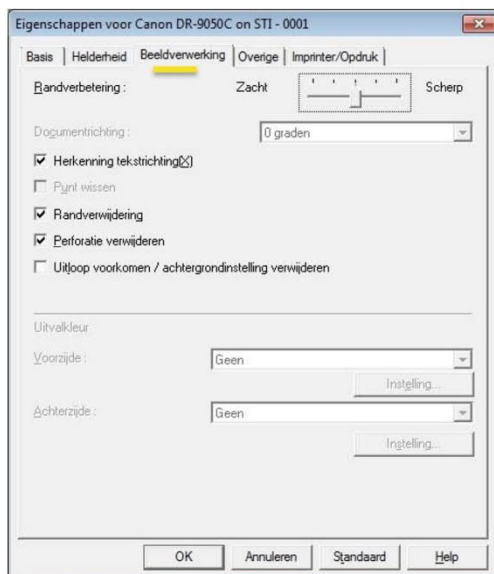 Eigenschappen voor Canon DR-9050C on STI - 0001
Basis Helderheid Beeldverwerking Overige Imprinter/Opdruk
Randverbetering : Zacht Scherp
Documentrichting : 0 graden
Herkenning tekstrichting(X)
Punt wissen
Randverwijdering
Perforatie verwijderen
Uitloop voorkomen / achtergrondinstelling verwijderen
Uitvalkleur
Voorzijde : Geen
Instelling...
Achterzijde : Geen
Instelling...
OK Annuleren Standaard Help